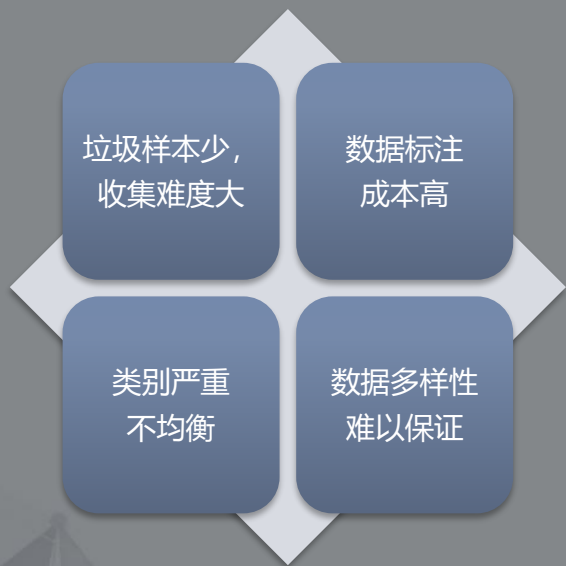 垃圾样本少，
收集难度大
数据标注
成本高
类别严重
不均衡
数据多样性
难以保证